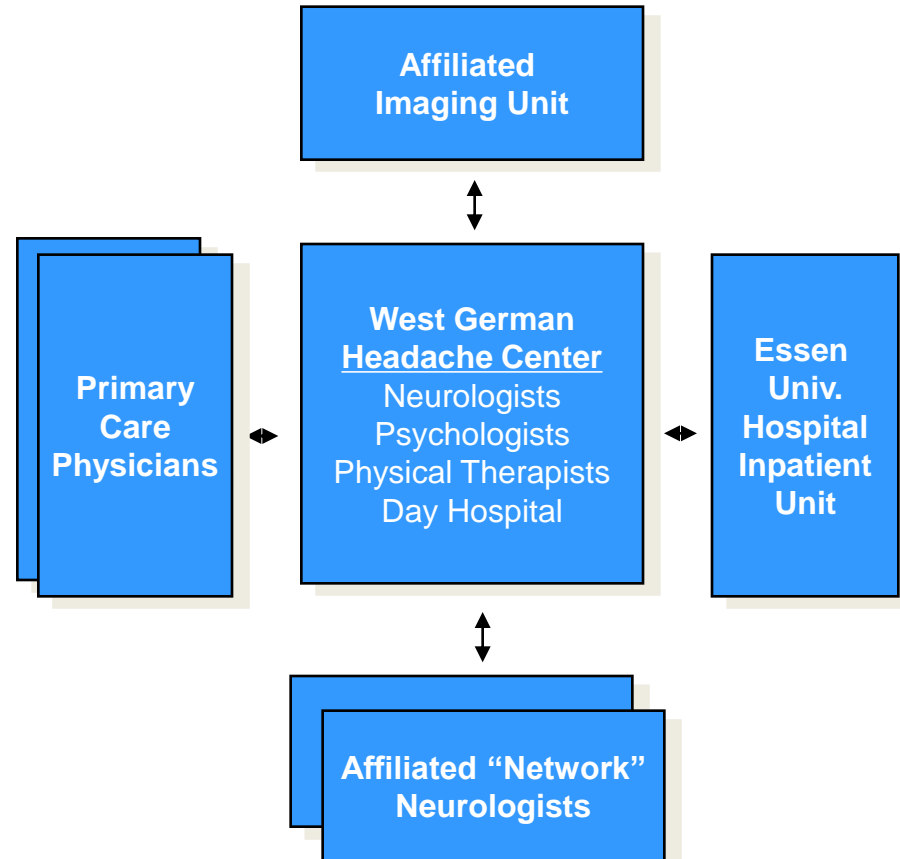 Affiliated
Imaging Unit
West German
Headache Center
Neurologists
Psychologists
Physical Therapists
Day Hospital
Primary
Care
Physicians
Essen
Univ.
Hospital
Inpatient
Unit
Affiliated “Network”
Neurologists